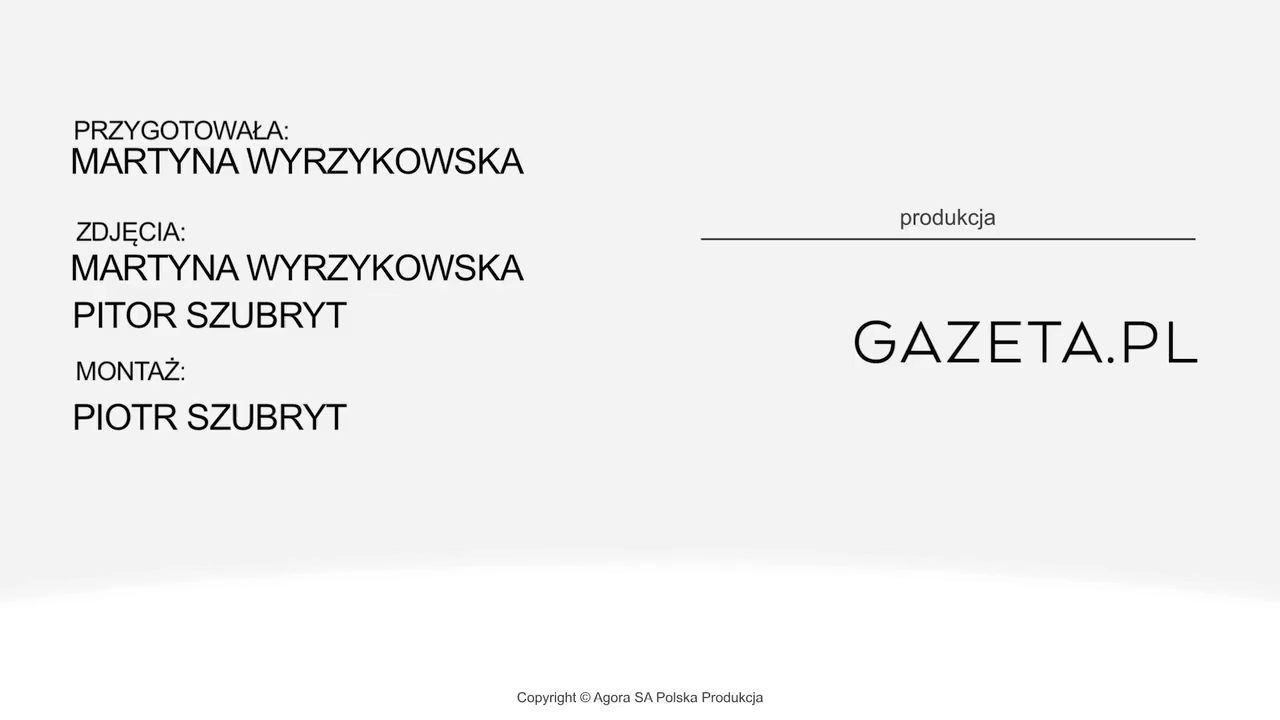 PRZYGOTOWAŁA:
MARTYNA WYRZYKOWSKA
ZDJĘCIA:
MARTYNA WYRZYKOWSKA
PITOR SZUBRYT
MONTAŻ:
PIOTR SZUBRYT
produkcja
GAZETA.PL
Copyright © Agora SA Polska Produkcja